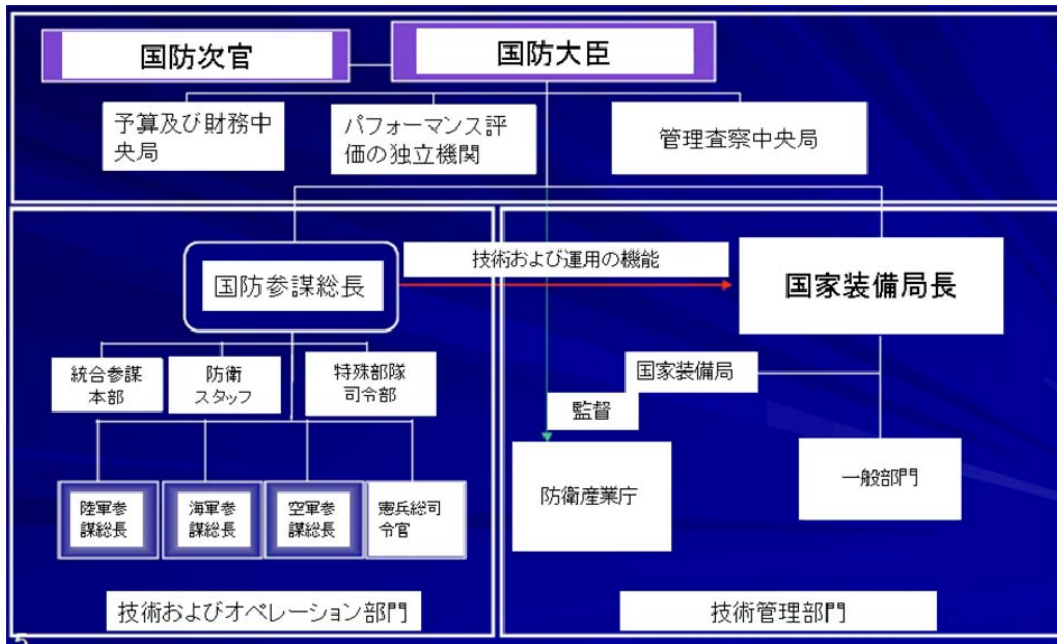 国防次官
国防大臣
予算及び財務中
央局
パフォーマンス評
価の独立機関
管理査察中央局
国防参謀総長
技術および運用の機能
国家装備局長
統合参謀
本部
防衛
スタッフ
特殊部隊
司令部
国家装備局
監督
陸軍参
謀総長
海軍参
謀総長
空軍参
謀総長
憲兵総司
令官
防衛産業庁
一般部門
技術およびオペレーション部門
技術管理部門